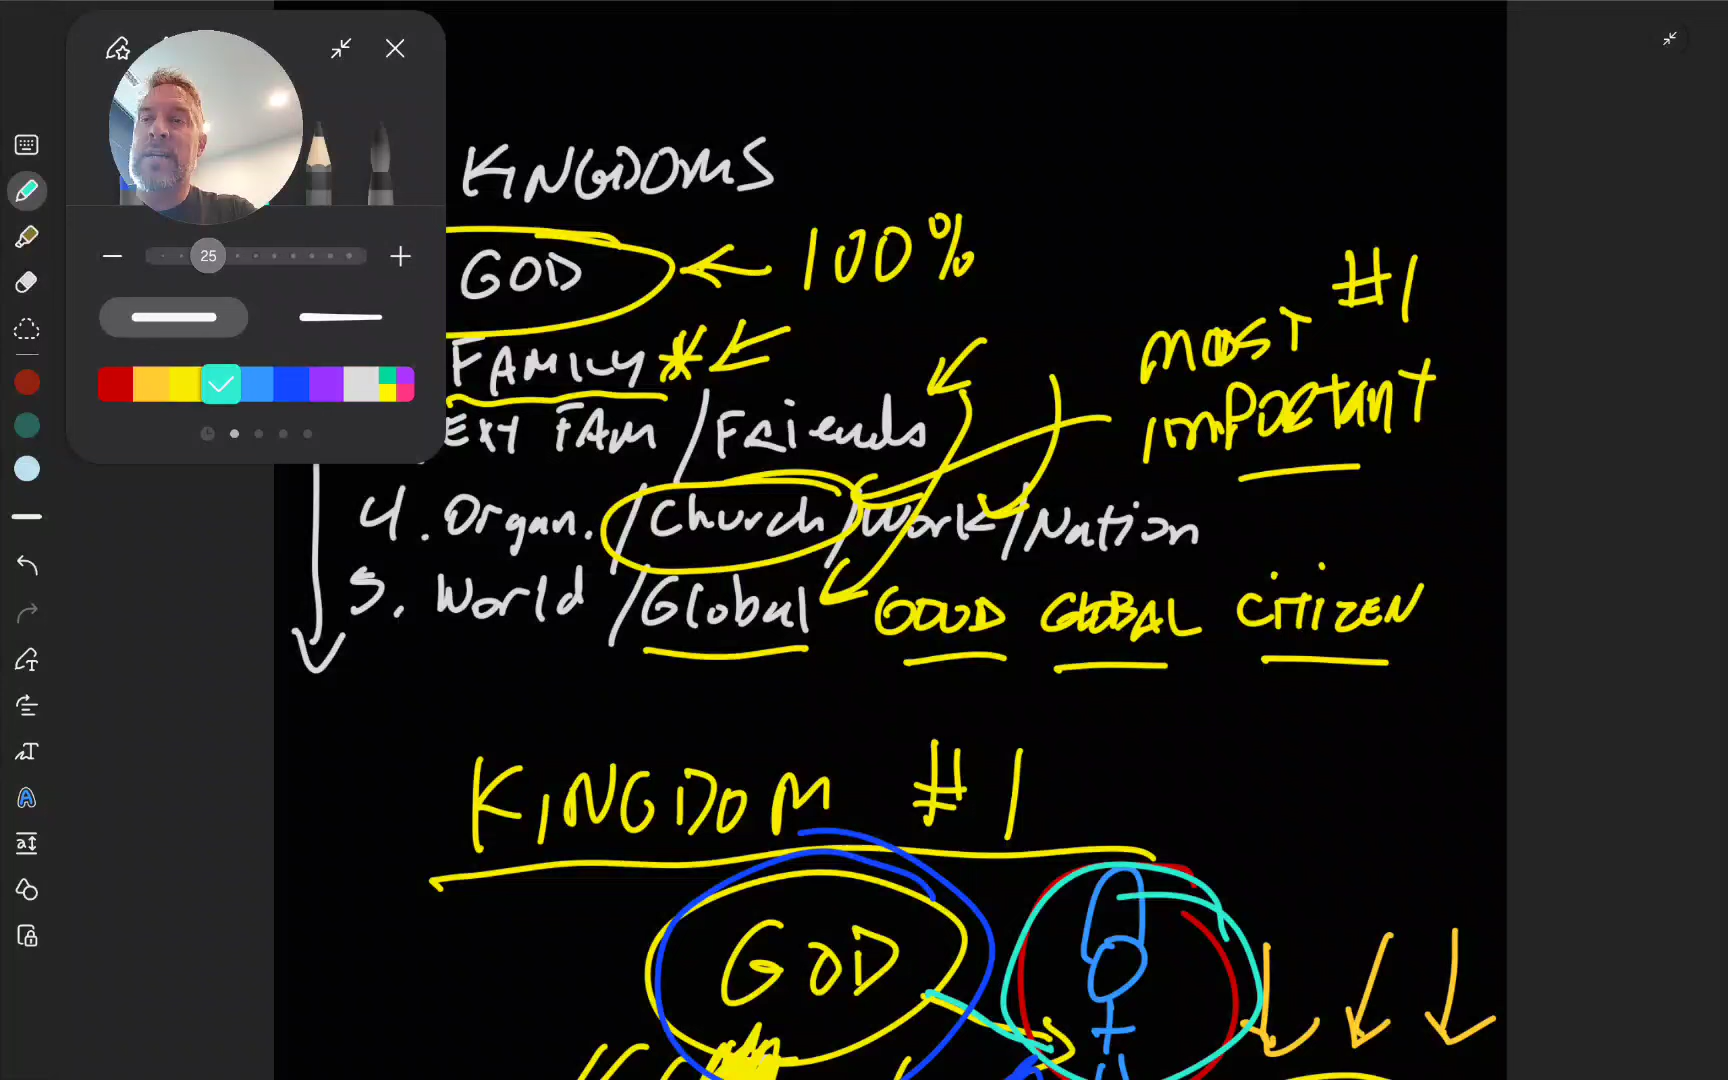 25
KINGDOMS
GOD ← 100%
#1
MOST
IMPORTANT
FAMILY *
EXT FAM / Friends
4. Organ. / Church / Work / Nation
5. World / Global GOOD GLOBAL CITIZEN
KINGDOM #1
GOD